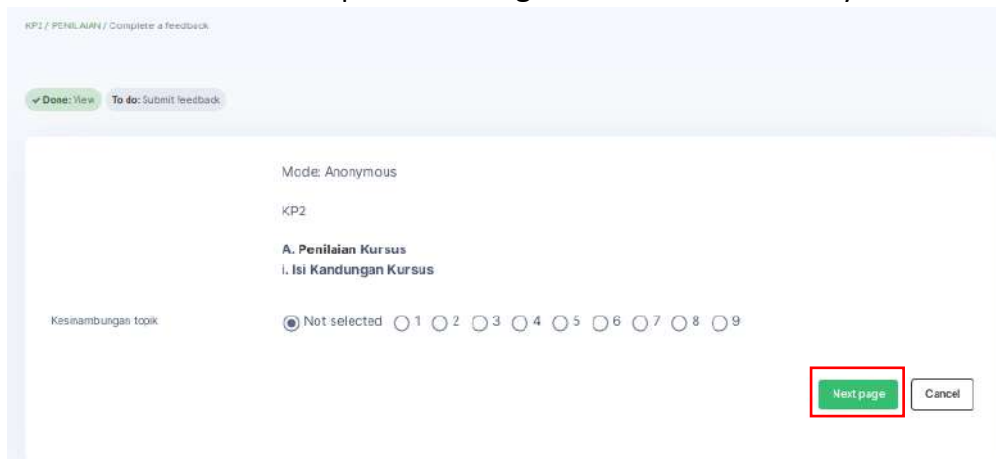 KP2 / PENILAIAN / Complete a feedback
✓ Done: View To do: Submit feedback
Mode: Anonymous
KP2
A. Penilaian Kursus
i. Isi Kandungan Kursus
Kesinambungan topik Not selected 1 2 3 4 5 6 7 8 9
Next page Cancel